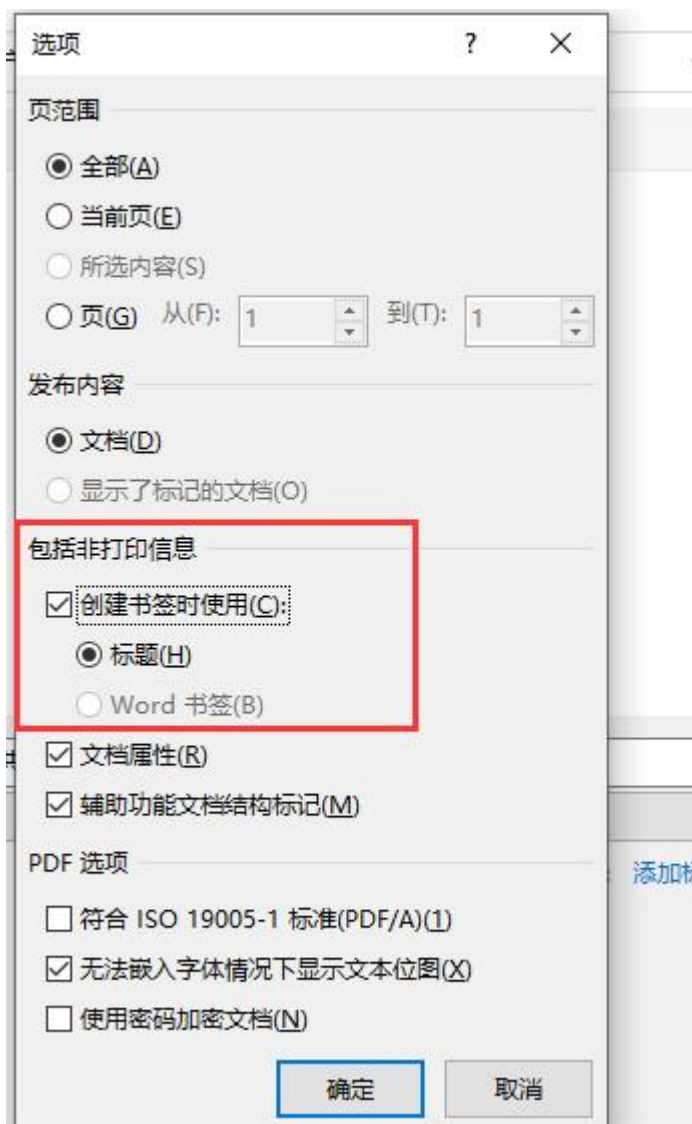 选项 ? ×
页范围
全部(A)
当前页(E)
所选内容(S)
页(G) 从(F): 1 到(T): 1
发布内容
文档(D)
显示了标记的文档(O)
包括非打印信息
创建书签时使用(C):
标题(H)
Word 书签(B)
文档属性(R)
辅助功能文档结构标记(M)
PDF 选项
添加
符合 ISO 19005-1 标准(PDF/A)(1)
无法嵌入字体情况下显示文本位图(X)
使用密码加密文档(N)
确定 取消